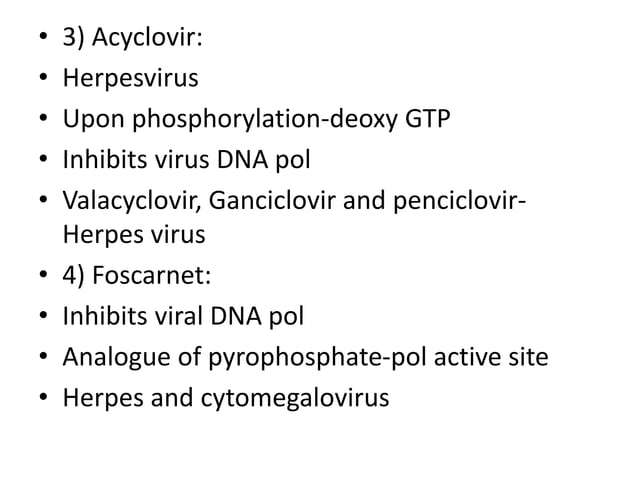 • 3) Acyclovir:
• Herpesvirus
• Upon phosphorylation-deoxy GTP
• Inhibits virus DNA pol
• Valacyclovir, Ganciclovir and penciclovir-
Herpes virus
• 4) Foscarnet:
• Inhibits viral DNA pol
• Analogue of pyrophosphate-pol active site
• Herpes and cytomegalovirus